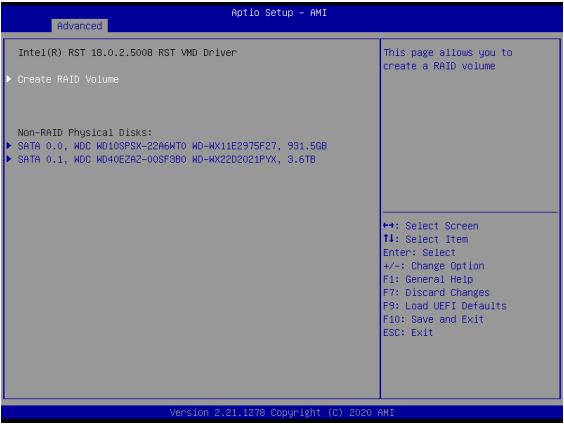 Aptio Setup – AMI
Advanced
Intel(R) RST 18.0.2.5008 RST VMD Driver
Create RAID Volume
Non-RAID Physical Disks:
SATA 0.0, WDC WD10SPSX-22A6WT0 WD-WX11E2975F27, 931.5GB
SATA 0.1, WDC WD40EZAZ-00SF3B0 WD-WX22D2021PYX, 3.6TB
This page allows you to
create a RAID volume
→←: Select Screen
↑↓: Select Item
Enter: Select
+/-: Change Option
F1: General Help
F7: Discard Changes
F9: Load UEFI Defaults
F10: Save and Exit
ESC: Exit
Version 2.21.1278 Copyright (C) 2020 AMI